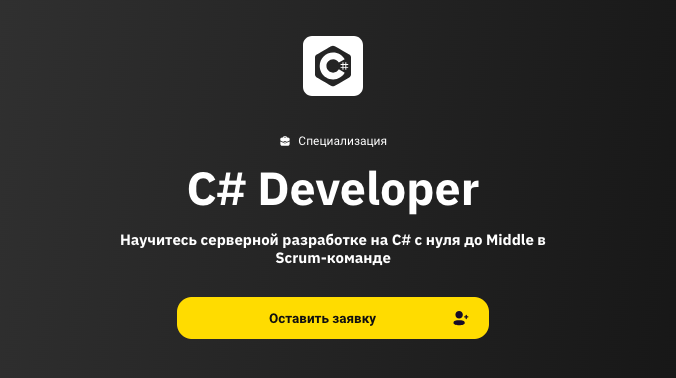 C#
Специализация
C# Developer
Научитесь серверной разработке на C# с нуля до Middle в
Scrum-команде
Оставить заявку